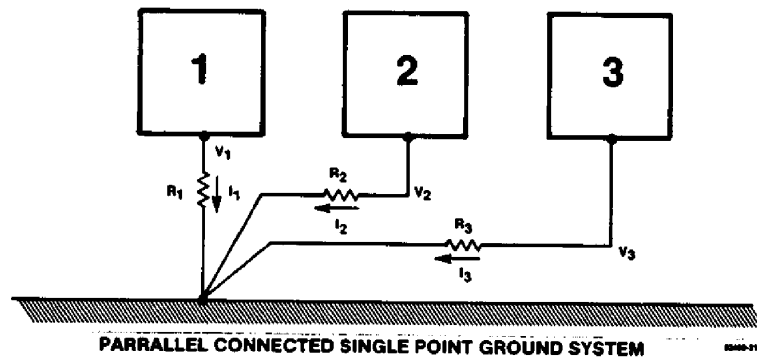 1
2
3
V1
R1
I1
R2
V2
I2
R3
V3
I3
PARRALLEL CONNECTED SINGLE POINT GROUND SYSTEM